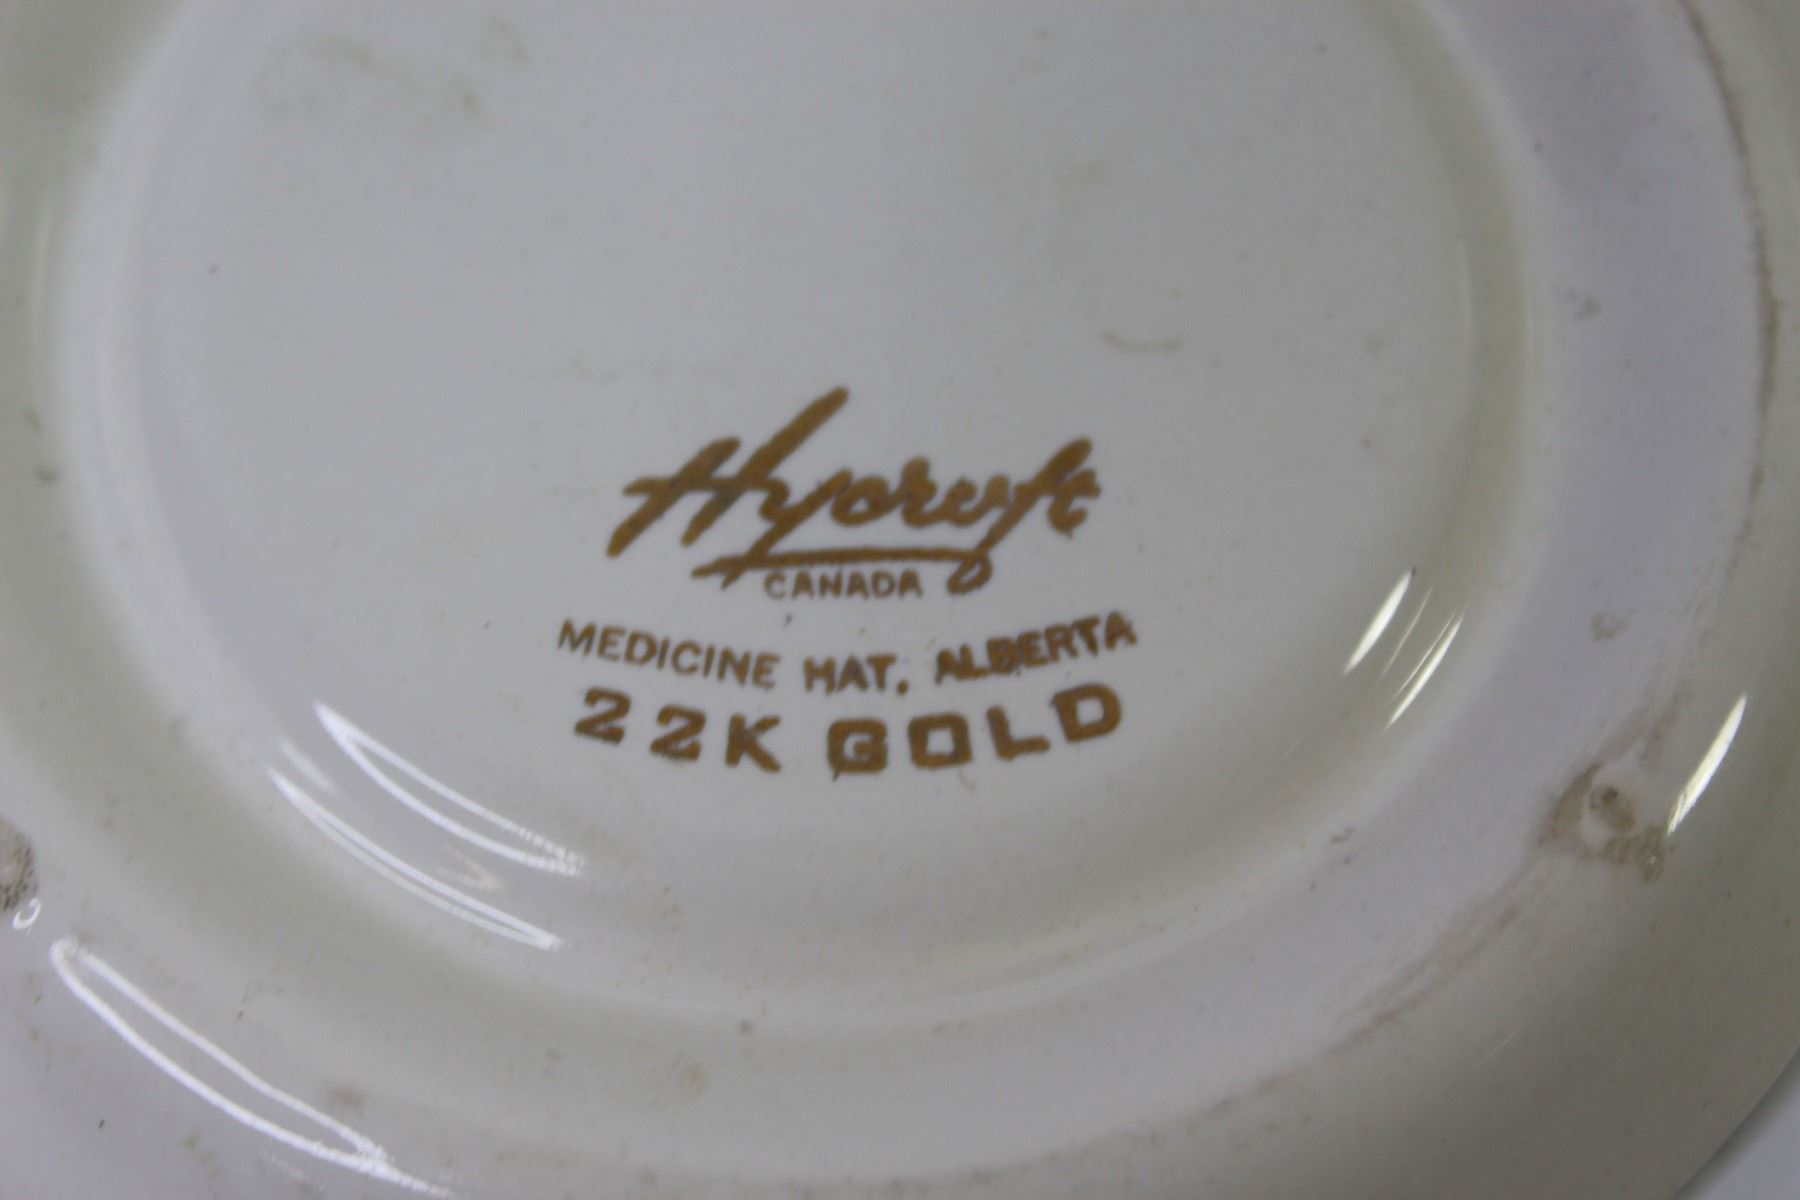 Hycroft
CANADA
MEDICINE HAT, ALBERTA
22K GOLD